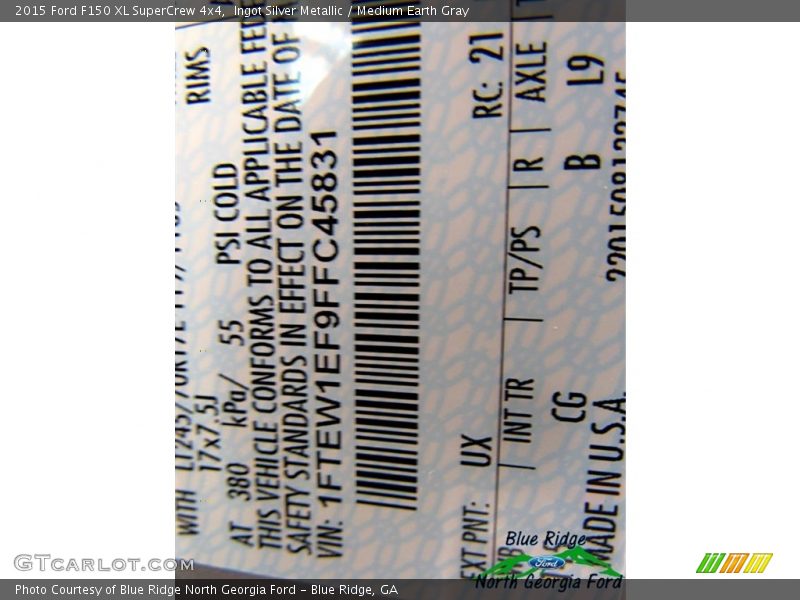 2015 Ford F150 XL SuperCrew 4x4,  Ingot Silver Metallic / Medium Earth Gray
RIMS
WITH
17x7.5J
AT 380 kPa/ 55 PSI COLD
THIS VEHICLE CONFORMS TO ALL APPLICABLE
SAFETY STANDARDS IN EFFECT ON THE DATE OF
VIN: 1FTEW1EF9FFC45831
EXT PNT: UX RC: 21
INT TR TP/PS R AXLE
CG B L9
MADE IN U.S.A.
Blue Ridge
Ford
North Georgia Ford
GTcarlot.com
Photo Courtesy of Blue Ridge North Georgia Ford – Blue Ridge, GA